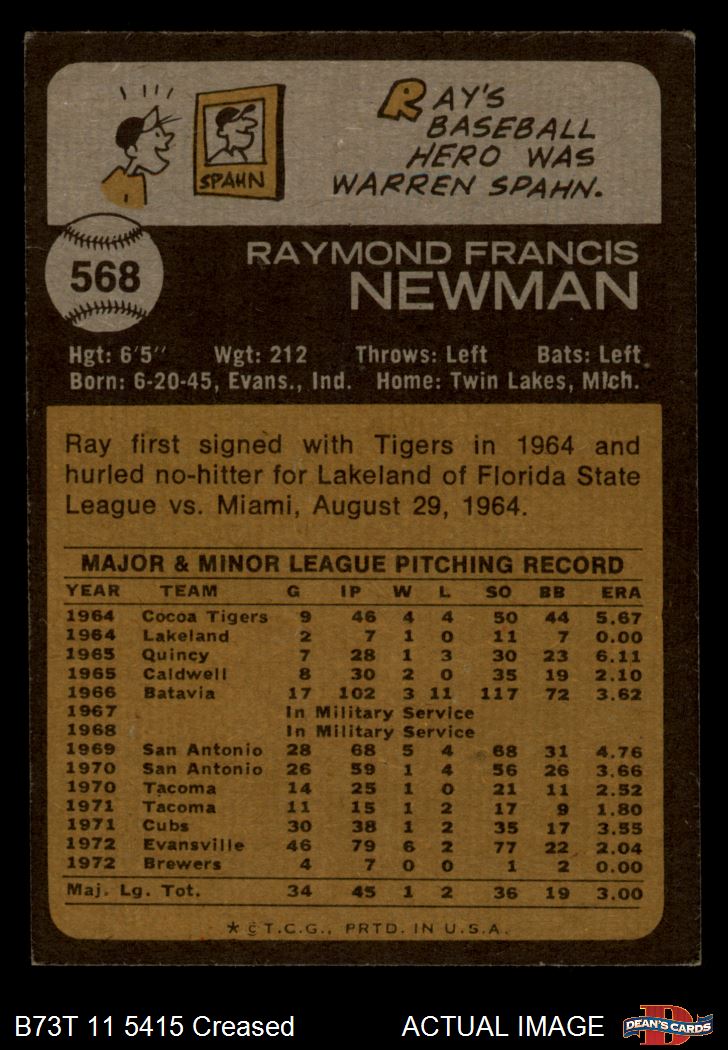 RAY'S
BASEBALL
HERO WAS
WARREN SPAHN.
SPAHN
568
RAYMOND FRANCIS
NEWMAN
Hgt: 6'5" Wgt: 212 Throws: Left Bats: Left
Born: 6-20-45, Evans., Ind. Home: Twin Lakes, Mich.
Ray first signed with Tigers in 1964 and
hurled no-hitter for Lakeland of Florida State
League vs. Miami, August 29, 1964.
MAJOR & MINOR LEAGUE PITCHING RECORD
YEAR TEAM G IP W L SO BB ERA
1964 Cocoa Tigers 9 46 4 4 50 44 5.67
1964 Lakeland 2 7 1 0 11 7 0.00
1965 Quincy 7 28 1 3 30 23 6.11
1965 Caldwell 8 30 2 0 35 19 2.10
1966 Batavia 17 102 3 11 117 72 3.62
1967 In Military Service
1968 In Military Service
1969 San Antonio 28 68 5 4 68 31 4.76
1970 San Antonio 26 59 1 4 56 26 3.66
1970 Tacoma 14 25 1 0 21 11 2.52
1971 Tacoma 11 15 1 2 17 9 1.80
1971 Cubs 30 38 1 2 35 17 3.55
1972 Evansville 46 79 6 2 77 22 2.04
1972 Brewers 4 7 0 0 1 2 0.00
Maj. Lg. Tot. 34 45 1 2 36 19 3.00
* © T.C.G., PRTD. IN U.S.A.
B73T 11 5415 Creased ACTUAL IMAGE DEAN'S CARDS